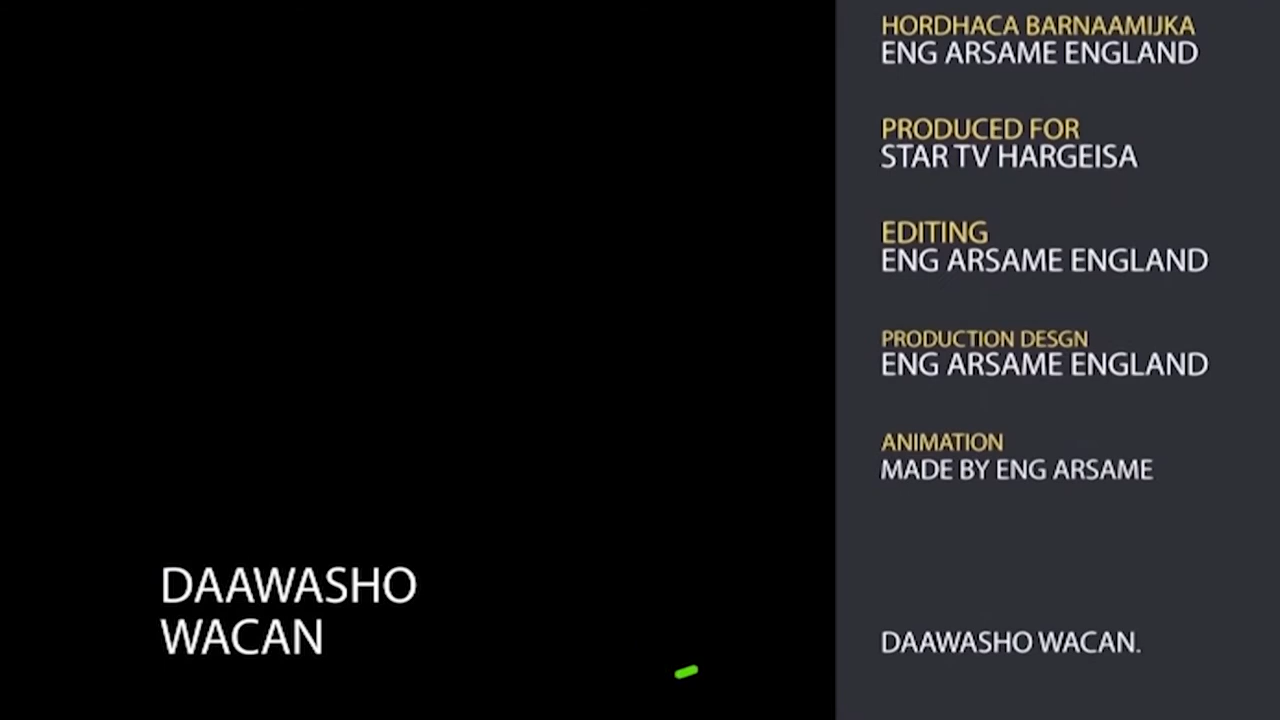 HORDHACA BARNAAMIJKA
ENG ARSAME ENGLAND
PRODUCED FOR
STAR TV HARGEISA
EDITING
ENG ARSAME ENGLAND
PRODUCTION DESGN
ENG ARSAME ENGLAND
ANIMATION
MADE BY ENG ARSAME
DAAWASHO WACAN.
DAAWASHO
WACAN